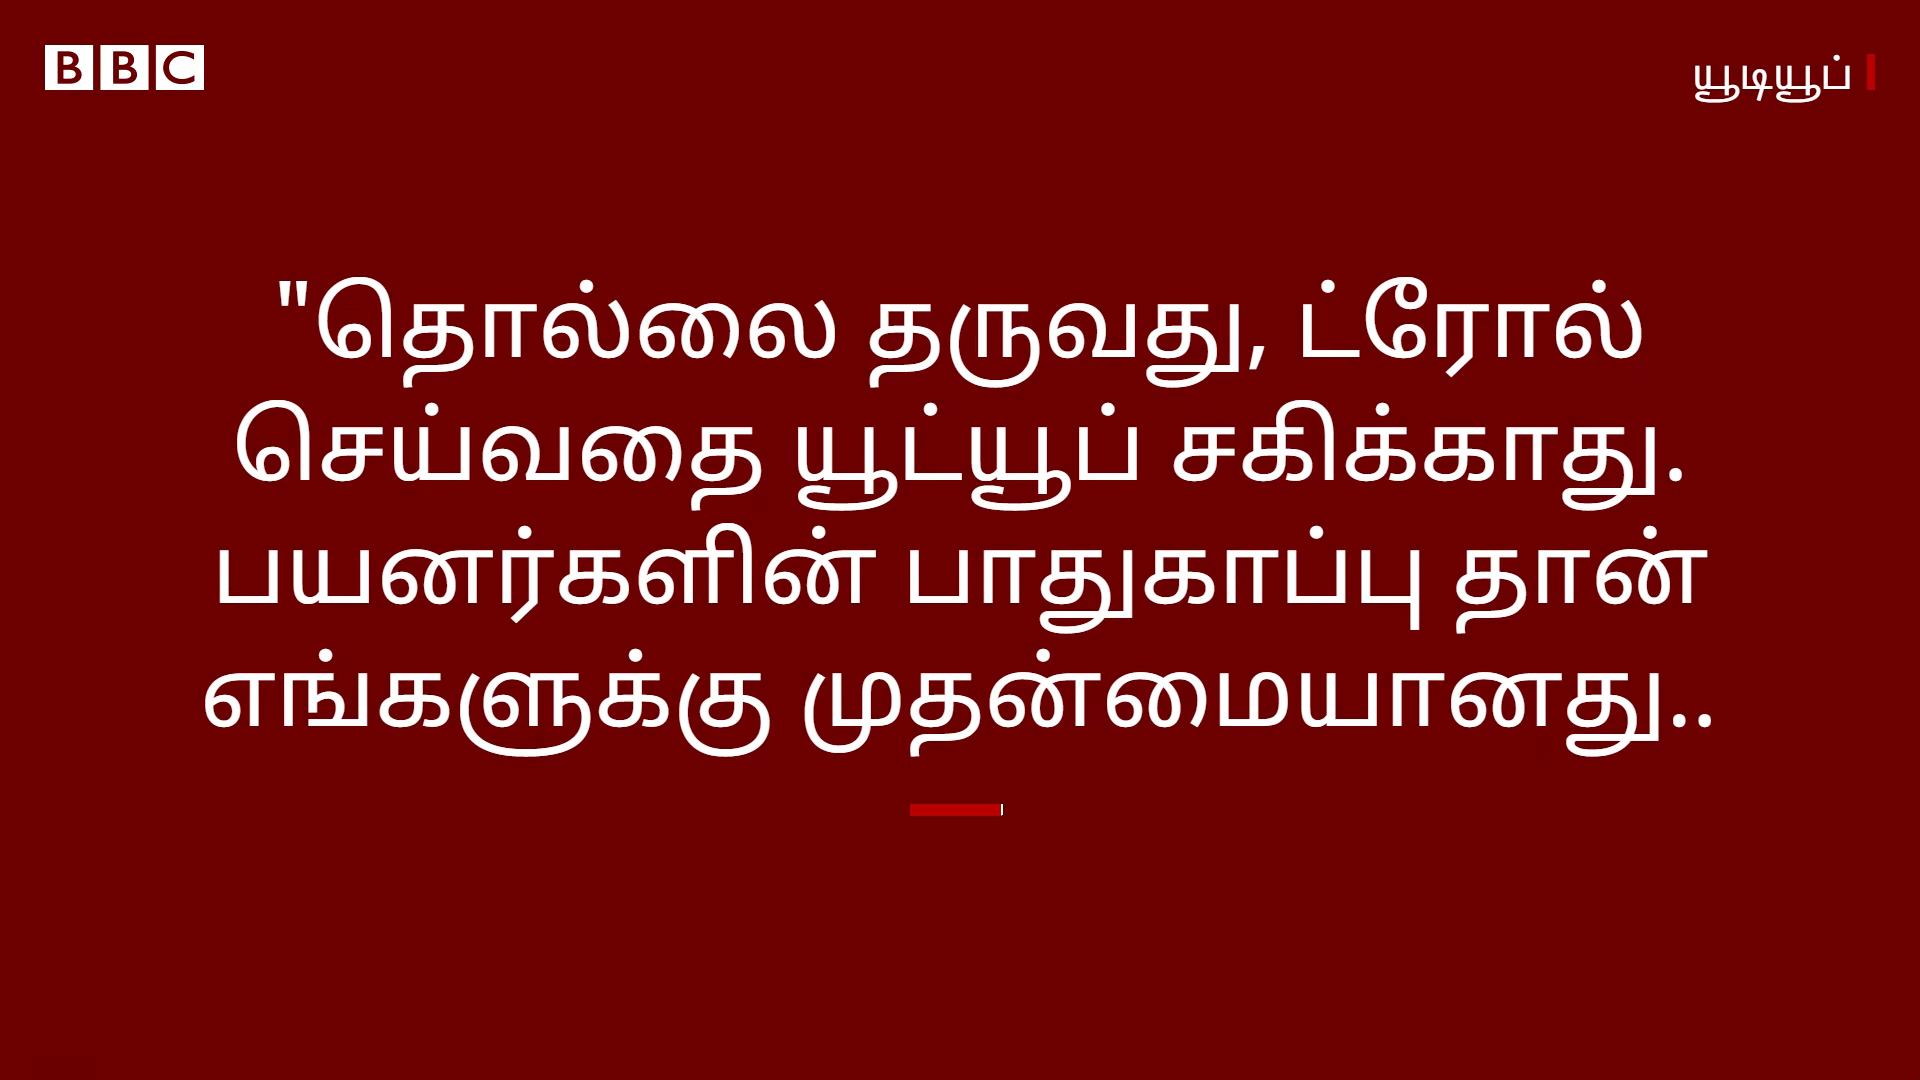 BBC
யூடியூப்
"தொல்லை தருவது, ட்ரோல்
செய்வதை யூட்யூப் சகிக்காது.
பயனர்களின் பாதுகாப்பு தான்
எங்களுக்கு முதன்மையானது..